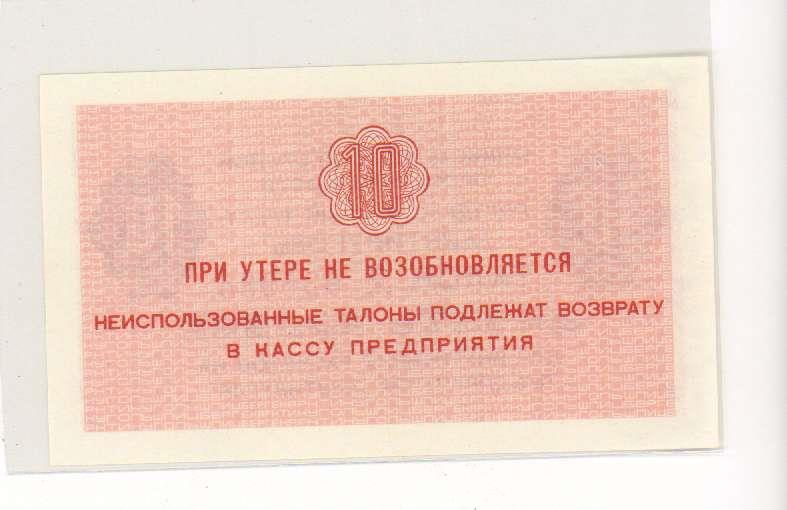 10
ПРИ УТЕРЕ НЕ ВОЗОБНОВЛЯЕТСЯ
НЕИСПОЛЬЗОВАННЫЕ ТАЛОНЫ ПОДЛЕЖАТ ВОЗВРАТУ
В КАССУ ПРЕДПРИЯТИЯ